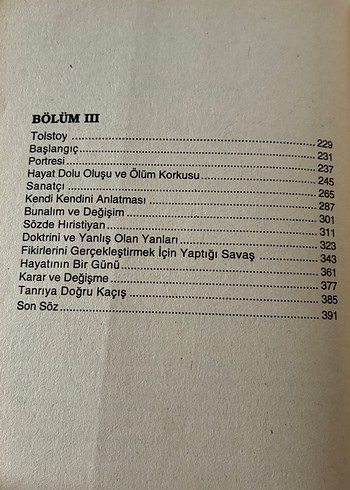 BÖLÜM III
Tolstoy ........ 229
Başlangıç ........ 231
Portresi ........ 237
Hayat Dolu Oluşu ve Ölüm Korkusu ........ 245
Sanatçı ........ 265
Kendi Kendini Anlatması ........ 287
Bunalım ve Değişim ........ 301
Sözde Hıristiyan ........ 311
Doktrini ve Yanlış Olan Yanları ........ 323
Fikirlerini Gerçekleştirmek İçin Yaptığı Savaş ........ 343
Hayatının Bir Günü ........ 361
Karar ve Değişme ........ 377
Tanrıya Doğru Kaçış ........ 385
Son Söz ........ 391